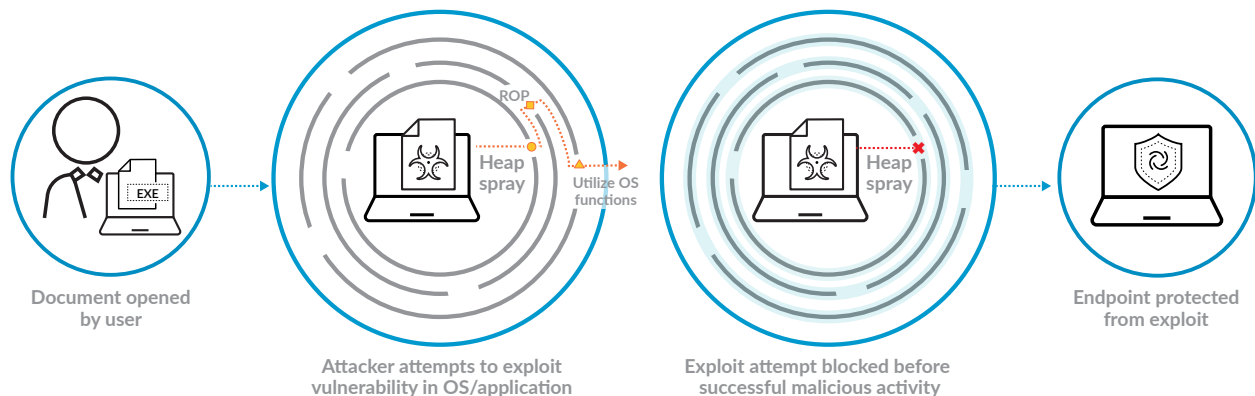 EXE
Document opened
by user
ROP
Heap
spray
Utilize OS
functions
Attacker attempts to exploit
vulnerability in OS/application
Heap
spray
Exploit attempt blocked before
successful malicious activity
Endpoint protected
from exploit